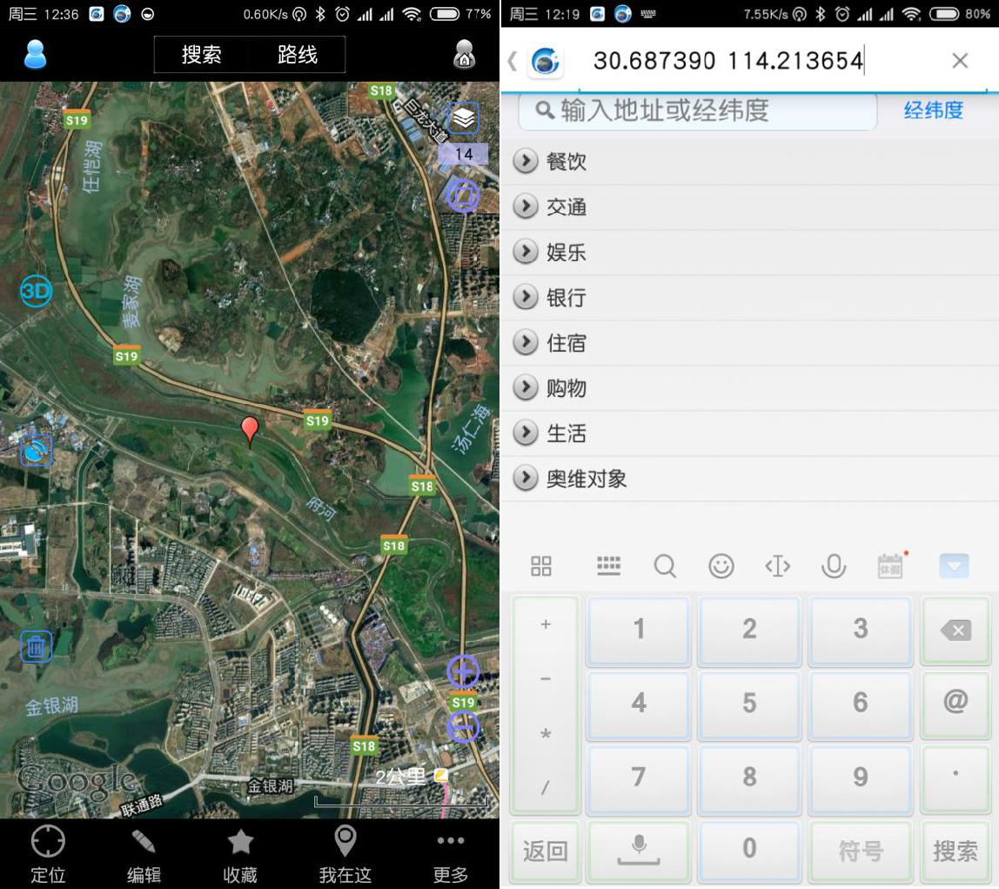 周三 12:36
0.60K/s
77%
搜索
路线
S18
S19
巨龙大道
14
任恺湖
3D
麦家湖
S19
S19
汤仁海
S18
府河
S18
金银湖
S19
S18
2公里
Google
金银湖
联通路
定位
编辑
收藏
我在这
更多
周三 12:19
7.55K/s
80%
30.687390 114.213654
输入地址或经纬度
经纬度
餐饮
交通
娱乐
银行
住宿
购物
生活
奥维对象
休假
+
1
2
3
-
4
5
6
@
*
7
8
9
.
/
返回
0
符号
搜索